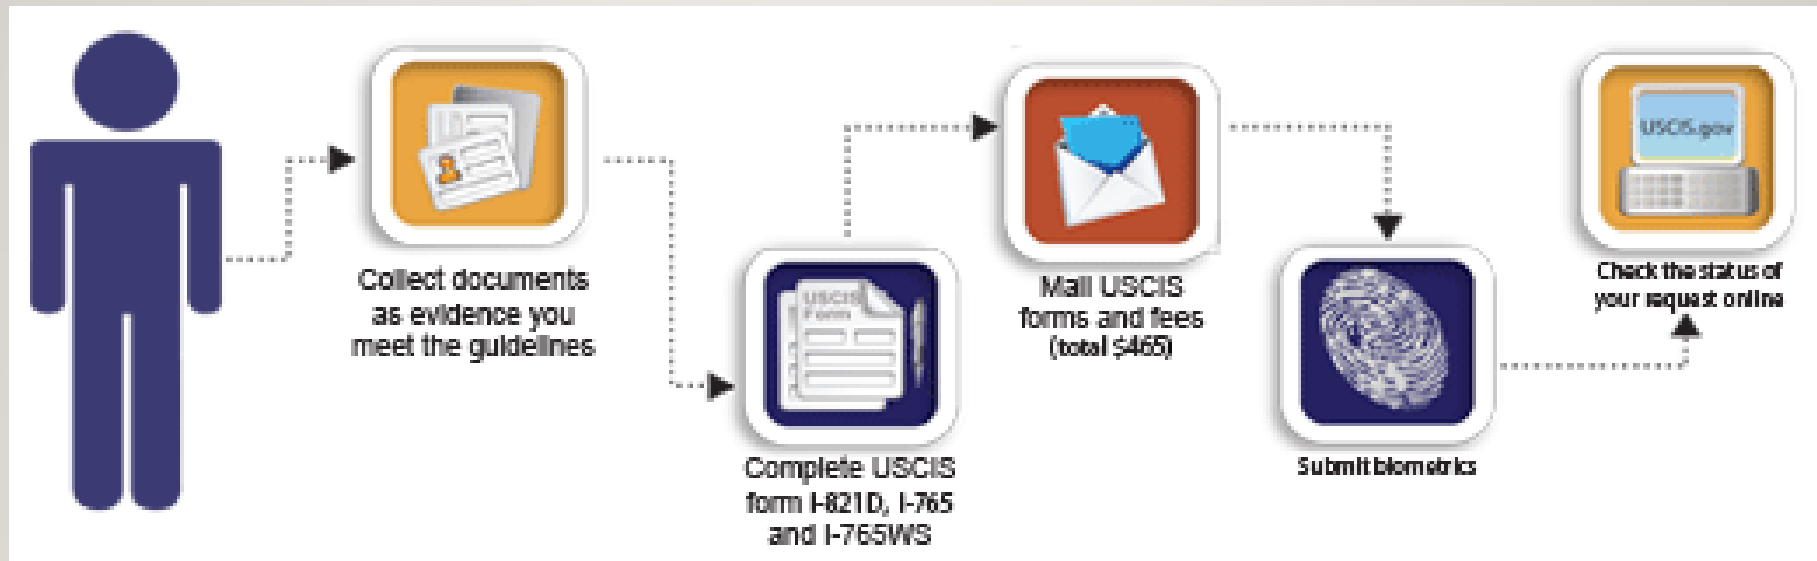 Collect documents
as evidence you
meet the guidelines
USCIS
Form
Complete USCIS
form I-821D, I-765
and I-765WS
Mail USCIS
forms and fees
(total $465)
Submit biometrics
USCIS.gov
Check the status of
your request online